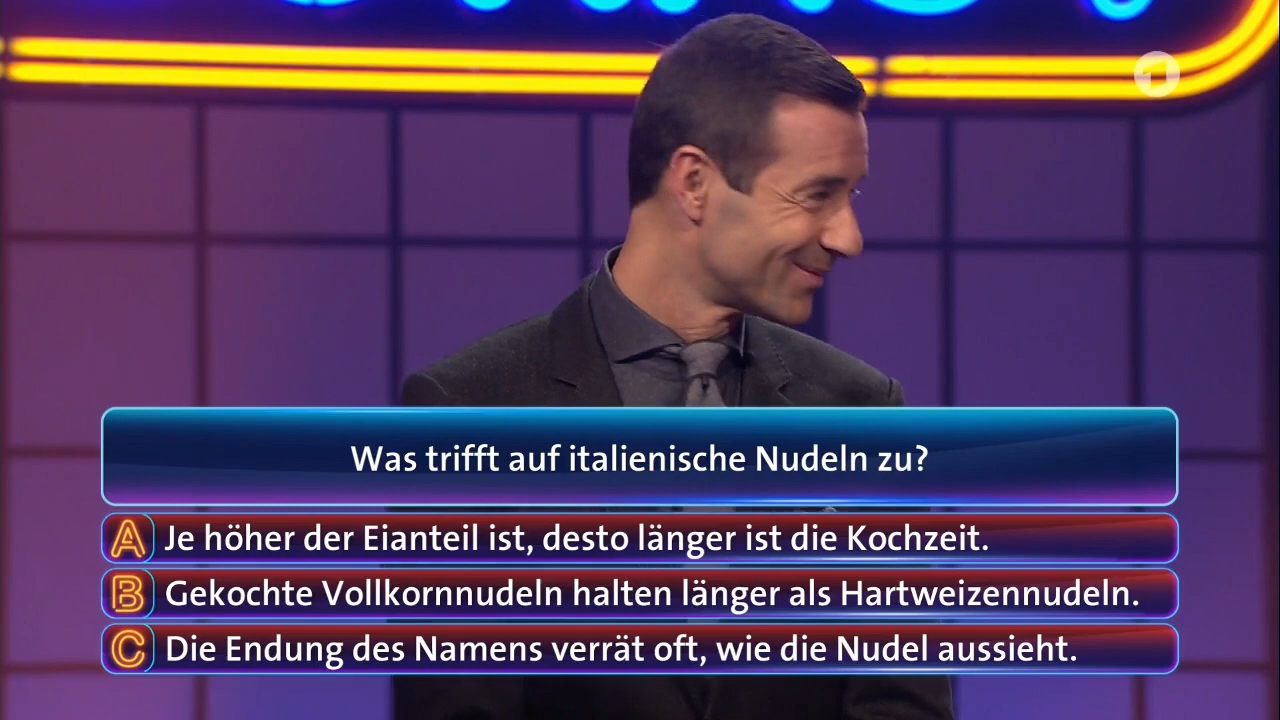 Was trifft auf italienische Nudeln zu?
A Je höher der Eianteil ist, desto länger ist die Kochzeit.
B Gekochte Vollkornnudeln halten länger als Hartweizennudeln.
C Die Endung des Namens verrät oft, wie die Nudel aussieht.